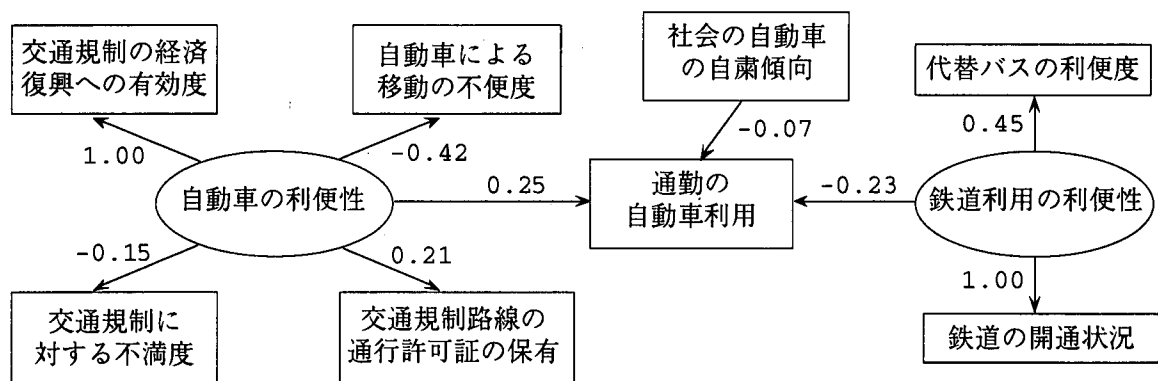 交通規制の経済
復興への有効度
自動車による
移動の不便度
社会の自動車
の自粛傾向
代替バスの利便度
1.00
-0.42
-0.07
0.45
自動車の利便性
0.25
通勤の
自動車利用
-0.23
鉄道利用の利便性
-0.15
0.21
1.00
交通規制に
対する不満度
交通規制路線の
通行許可証の保有
鉄道の開通状況